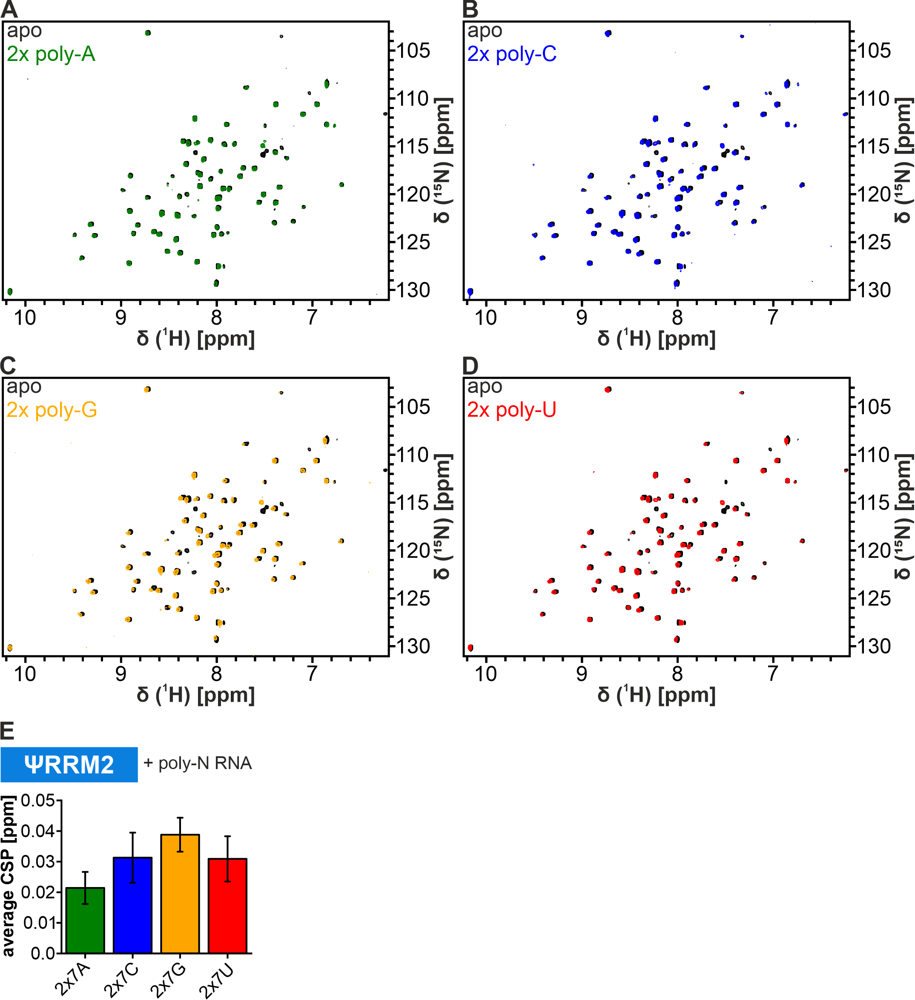 A
apo
2x poly-A
105
110
115
120
125
130
δ (¹⁵N) [ppm]
10 9 8 7
δ (¹H) [ppm]
B
apo
2x poly-C
105
110
115
120
125
130
δ (¹⁵N) [ppm]
10 9 8 7
δ (¹H) [ppm]
C
apo
2x poly-G
105
110
115
120
125
130
δ (¹⁵N) [ppm]
10 9 8 7
δ (¹H) [ppm]
D
apo
2x poly-U
105
110
115
120
125
130
δ (¹⁵N) [ppm]
10 9 8 7
δ (¹H) [ppm]
E
ΨRRM2 + poly-N RNA
average CSP [ppm]
0.05
0.04
0.03
0.02
0.01
0.0
2x7A 2x7C 2x7G 2x7U